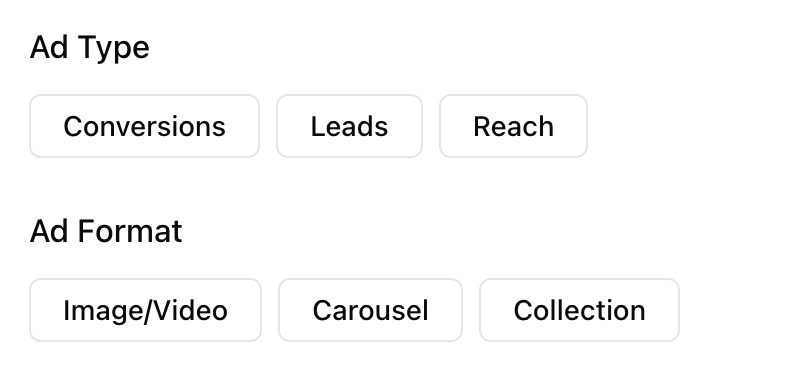 Ad Type
Conversions Leads Reach
Ad Format
Image/Video Carousel Collection